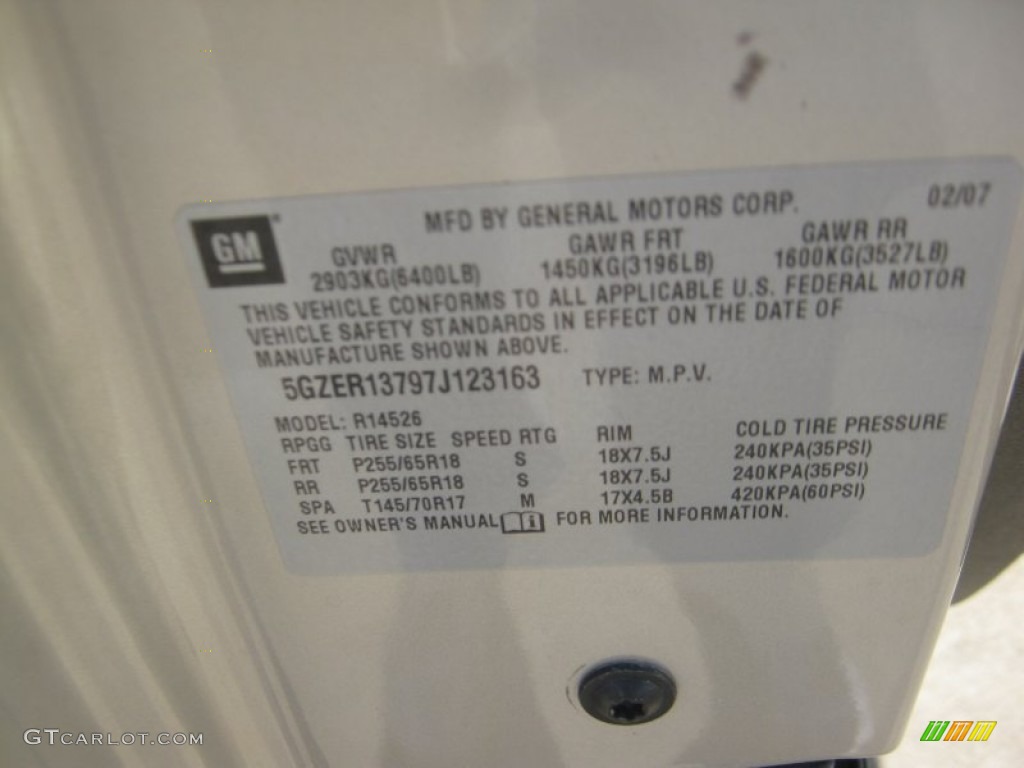 02/07
GM
MFD BY GENERAL MOTORS CORP.
GVWR GAWR FRT GAWR RR
2903KG(6400LB) 1450KG(3196LB) 1600KG(3527LB)
THIS VEHICLE CONFORMS TO ALL APPLICABLE U.S. FEDERAL MOTOR
VEHICLE SAFETY STANDARDS IN EFFECT ON THE DATE OF
MANUFACTURE SHOWN ABOVE.
5GZER13797J123163 TYPE: M.P.V.
MODEL: R14526
RPGG TIRE SIZE SPEED RTG RIM COLD TIRE PRESSURE
FRT P255/65R18 S 18X7.5J 240KPA(35PSI)
RR P255/65R18 S 18X7.5J 240KPA(35PSI)
SPA T145/70R17 M 17X4.5B 420KPA(60PSI)
SEE OWNER'S MANUAL FOR MORE INFORMATION.
GTCARLOT.COM